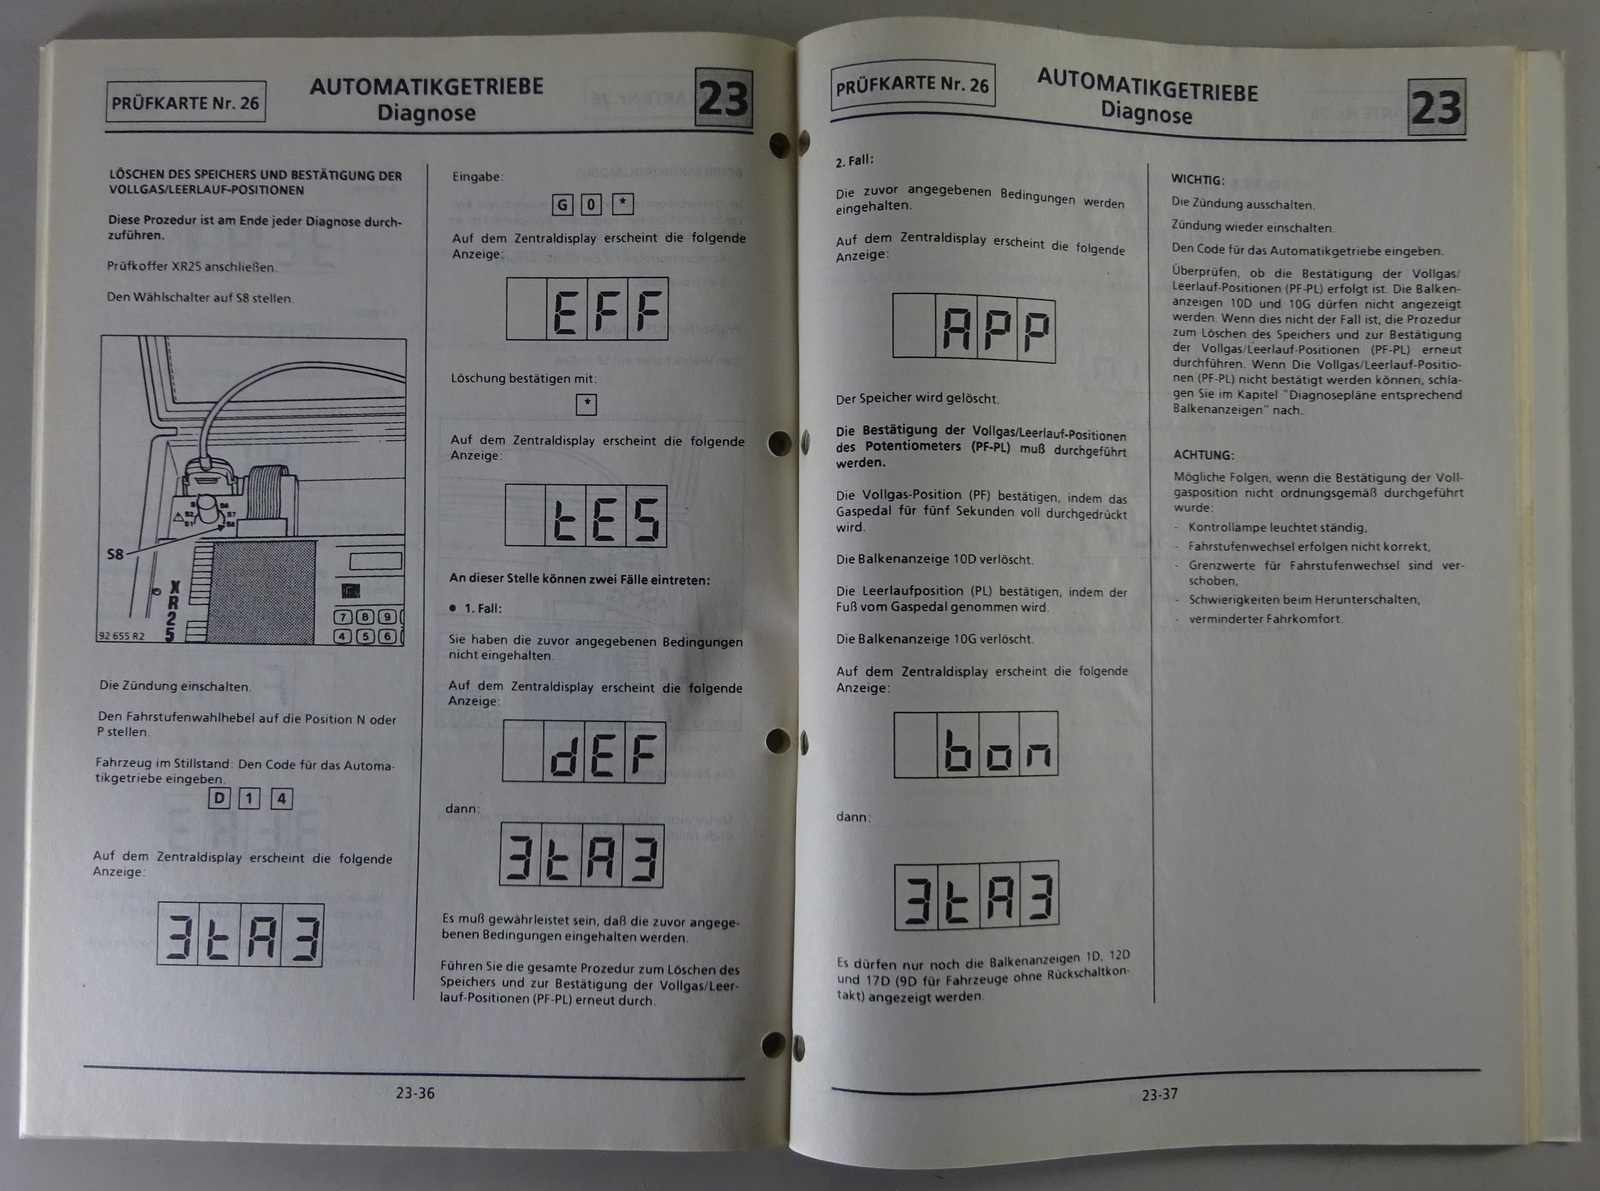 PRÜFKARTE Nr. 26
AUTOMATIKGETRIEBE
Diagnose
23
LÖSCHEN DES SPEICHERS UND BESTÄTIGUNG DER
VOLLGAS/LEERLAUF-POSITIONEN
Diese Prozedur ist am Ende jeder Diagnose durch-
zuführen.
Prüfkoffer XR25 anschließen.
Den Wählschalter auf S8 stellen.
S8
XR25
7 8 9
4 5 6
92 655 R2
Die Zündung einschalten.
Den Fahrstufenwahlhebel auf die Position N oder
P stellen.
Fahrzeug im Stillstand: Den Code für das Automa-
tikgetriebe eingeben.
D 1 4
Auf dem Zentraldisplay erscheint die folgende
Anzeige:
3tA3
Eingabe:
G 0 *
Auf dem Zentraldisplay erscheint die folgende
Anzeige:
EFF
Löschung bestätigen mit:
*
Auf dem Zentraldisplay erscheint die folgende
Anzeige:
tES
An dieser Stelle können zwei Fälle eintreten:
● 1. Fall:
Sie haben die zuvor angegebenen Bedingungen
nicht eingehalten.
Auf dem Zentraldisplay erscheint die folgende
Anzeige:
dEF
dann:
3tA3
Es muß gewährleistet sein, daß die zuvor angege-
benen Bedingungen eingehalten werden.
Führen Sie die gesamte Prozedur zum Löschen des
Speichers und zur Bestätigung der Vollgas/Leer-
lauf-Positionen (PF-PL) erneut durch.
23-36
PRÜFKARTE Nr. 26
AUTOMATIKGETRIEBE
Diagnose
23
2. Fall:
Die zuvor angegebenen Bedingungen werden
eingehalten.
Auf dem Zentraldisplay erscheint die folgende
Anzeige:
APP
Der Speicher wird gelöscht.
Die Bestätigung der Vollgas/Leerlauf-Positionen
des Potentiometers (PF-PL) muß durchgeführt
werden.
Die Vollgas-Position (PF) bestätigen, indem das
Gaspedal für fünf Sekunden voll durchgedrückt
wird.
Die Balkenanzeige 10D verlöscht.
Die Leerlaufposition (PL) bestätigen, indem der
Fuß vom Gaspedal genommen wird.
Die Balkenanzeige 10G verlöscht.
Auf dem Zentraldisplay erscheint die folgende
Anzeige:
bon
dann:
3tA3
Es dürfen nur noch die Balkenanzeigen 1D, 12D
und 17D (9D für Fahrzeuge ohne Rückschaltkon-
takt) angezeigt werden.
WICHTIG:
Die Zündung ausschalten.
Zündung wieder einschalten.
Den Code für das Automatikgetriebe eingeben.
Überprüfen, ob die Bestätigung der Vollgas/
Leerlauf-Positionen (PF-PL) erfolgt ist. Die Balken-
anzeigen 10D und 10G dürfen nicht angezeigt
werden. Wenn dies nicht der Fall ist, die Prozedur
zum Löschen des Speichers und zur Bestätigung
der Vollgas/Leerlauf-Positionen (PF-PL) erneut
durchführen. Wenn Die Vollgas/Leerlauf-Positio-
nen (PF-PL) nicht bestätigt werden können, schla-
gen Sie im Kapitel "Diagnosepläne entsprechend
Balkenanzeigen" nach.
ACHTUNG:
Mögliche Folgen, wenn die Bestätigung der Voll-
gasposition nicht ordnungsgemäß durchgeführt
wurde:
- Kontrollampe leuchtet ständig,
- Fahrstufenwechsel erfolgen nicht korrekt,
- Grenzwerte für Fahrstufenwechsel sind ver-
schoben,
- Schwierigkeiten beim Herunterschalten,
- verminderter Fahrkomfort.
23-37